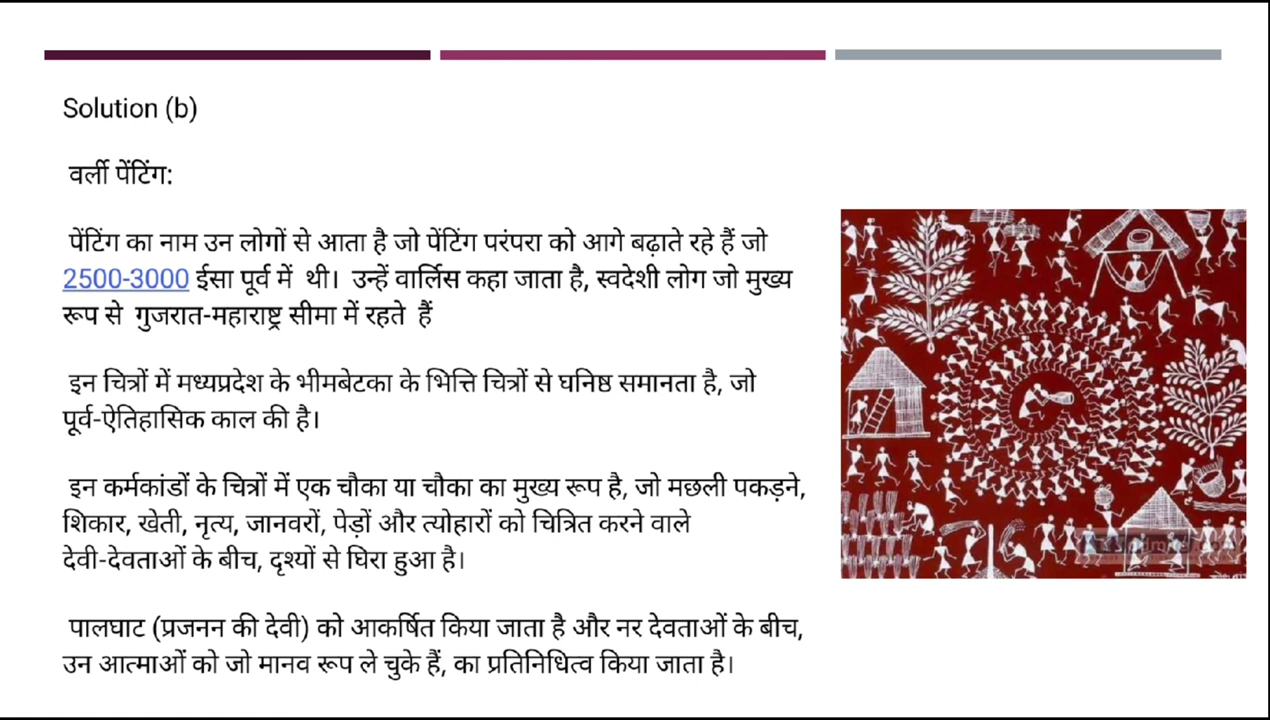 Solution (b)
वर्ली पेंटिंग:
पेंटिंग का नाम उन लोगों से आता है जो पेंटिंग परंपरा को आगे बढ़ाते रहे हैं जो
2500-3000 ईसा पूर्व में थी। उन्हें वार्लिस कहा जाता है, स्वदेशी लोग जो मुख्य
रूप से गुजरात-महाराष्ट्र सीमा में रहते हैं
इन चित्रों में मध्यप्रदेश के भीमबेटका के भित्ति चित्रों से घनिष्ठ समानता है, जो
पूर्व-ऐतिहासिक काल की है।
इन कर्मकांडों के चित्रों में एक चौका या चौका का मुख्य रूप है, जो मछली पकड़ने,
शिकार, खेती, नृत्य, जानवरों, पेड़ों और त्योहारों को चित्रित करने वाले
देवी-देवताओं के बीच, दृश्यों से घिरा हुआ है।
पालघाट (प्रजनन की देवी) को आकर्षित किया जाता है और नर देवताओं के बीच,
उन आत्माओं को जो मानव रूप ले चुके हैं, का प्रतिनिधित्व किया जाता है।